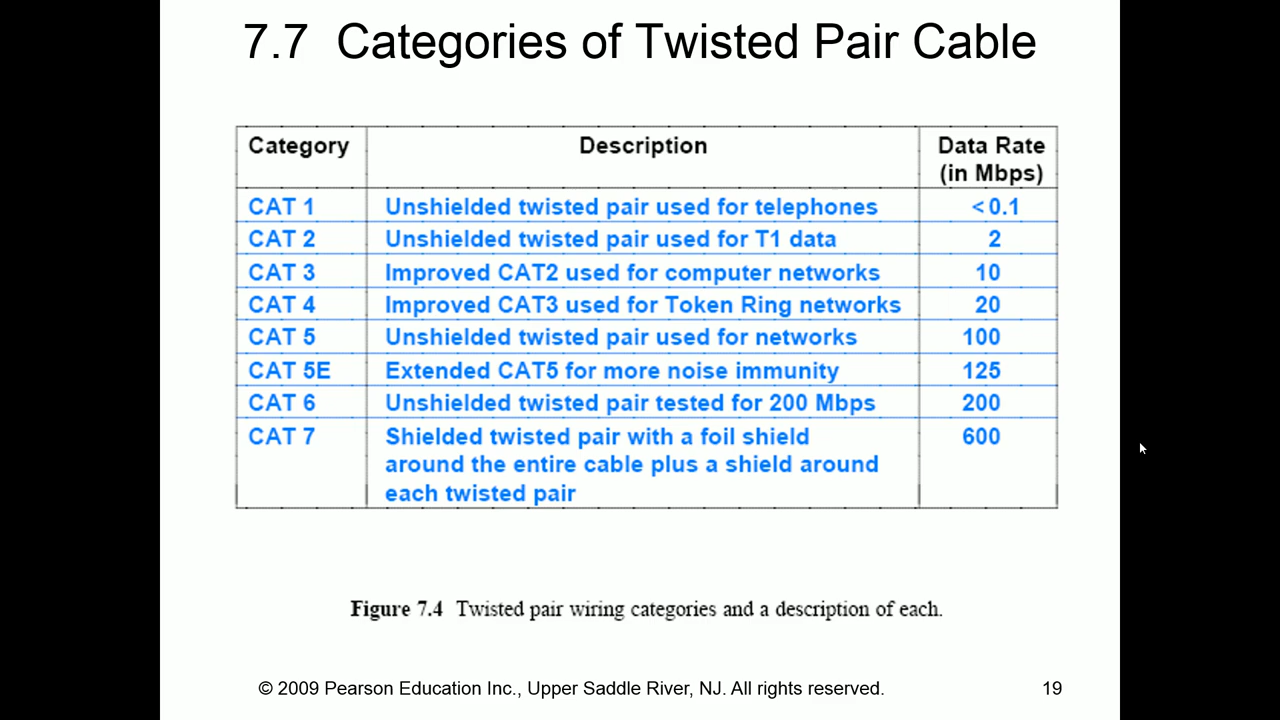 7.7 Categories of Twisted Pair Cable
Category Description Data Rate
(in Mbps)
CAT 1 Unshielded twisted pair used for telephones < 0.1
CAT 2 Unshielded twisted pair used for T1 data 2
CAT 3 Improved CAT2 used for computer networks 10
CAT 4 Improved CAT3 used for Token Ring networks 20
CAT 5 Unshielded twisted pair used for networks 100
CAT 5E Extended CAT5 for more noise immunity 125
CAT 6 Unshielded twisted pair tested for 200 Mbps 200
CAT 7 Shielded twisted pair with a foil shield 600
around the entire cable plus a shield around
each twisted pair
Figure 7.4 Twisted pair wiring categories and a description of each.
© 2009 Pearson Education Inc., Upper Saddle River, NJ. All rights reserved. 19